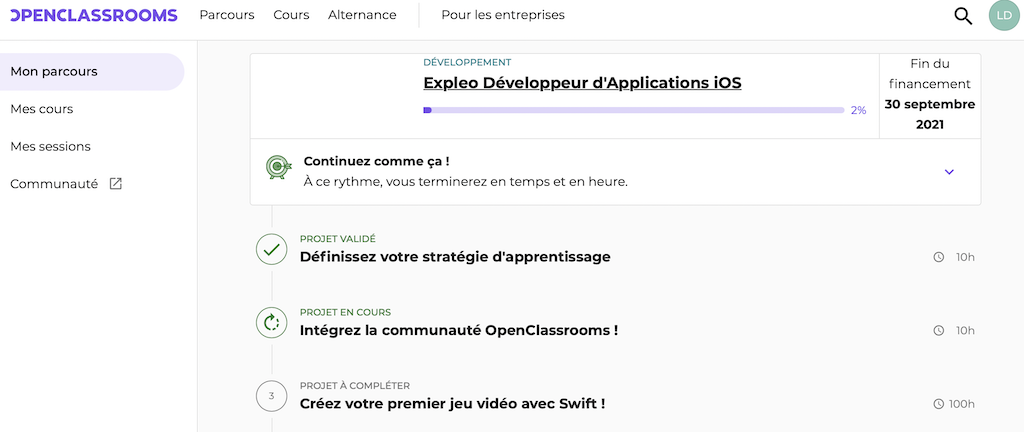 OPENCLASSROOMS Parcours Cours Alternance Pour les entreprises LD
Mon parcours
Mes cours
Mes sessions
Communauté
DÉVELOPPEMENT
Expleo Développeur d'Applications iOS
2%
Fin du
financement
30 septembre
2021
Continuez comme ça !
À ce rythme, vous terminerez en temps et en heure.
PROJET VALIDÉ
Définissez votre stratégie d'apprentissage
10h
PROJET EN COURS
Intégrez la communauté OpenClassrooms !
10h
3
PROJET À COMPLÉTER
Créez votre premier jeu vidéo avec Swift !
100h